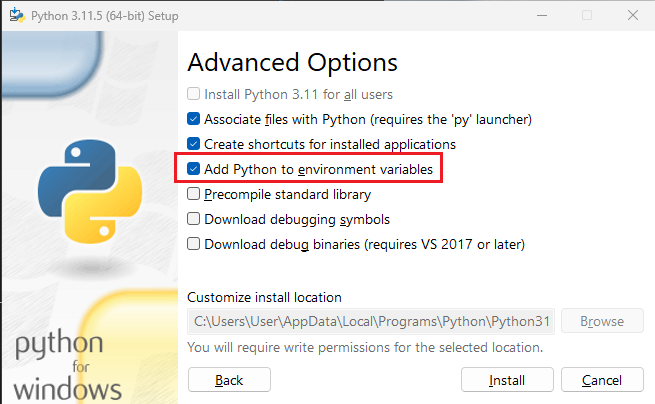 Python 3.11.5 (64-bit) Setup
Advanced Options
Install Python 3.11 for all users
Associate files with Python (requires the 'py' launcher)
Create shortcuts for installed applications
Add Python to environment variables
Precompile standard library
Download debugging symbols
Download debug binaries (requires VS 2017 or later)
Customize install location
C:\Users\User\AppData\Local\Programs\Python\Python31
Browse
You will require write permissions for the selected location.
python
for
windows
Back
Install
Cancel